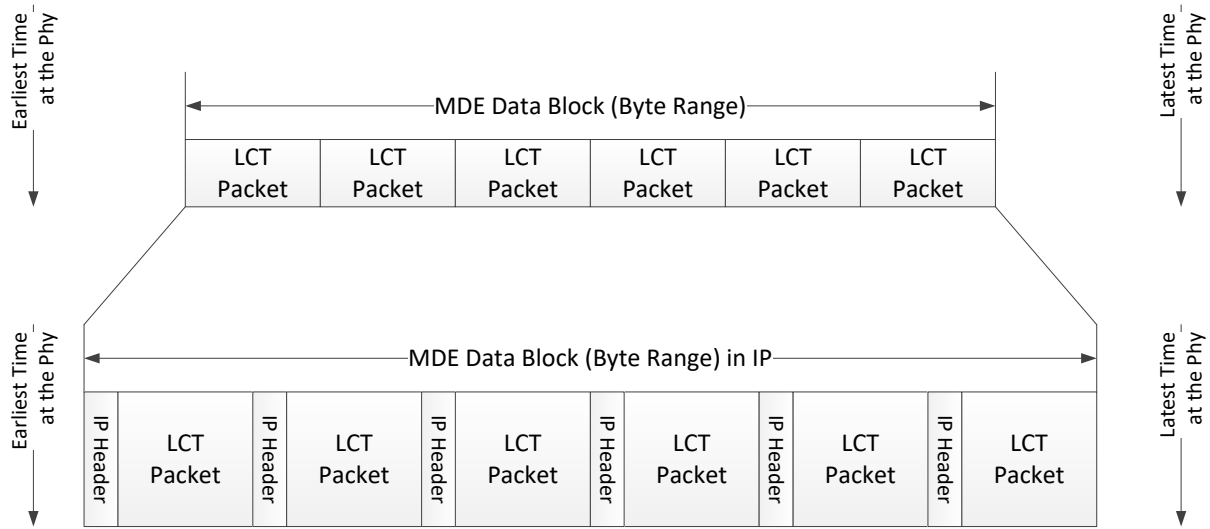 Earliest Time
at the Phy
Latest Time
at the Phy
MDE Data Block (Byte Range)
LCT
Packet
LCT
Packet
LCT
Packet
LCT
Packet
LCT
Packet
LCT
Packet
Earliest Time
at the Phy
Latest Time
at the Phy
MDE Data Block (Byte Range) in IP
IP Header
LCT
Packet
IP Header
LCT
Packet
IP Header
LCT
Packet
IP Header
LCT
Packet
IP Header
LCT
Packet
IP Header
LCT
Packet